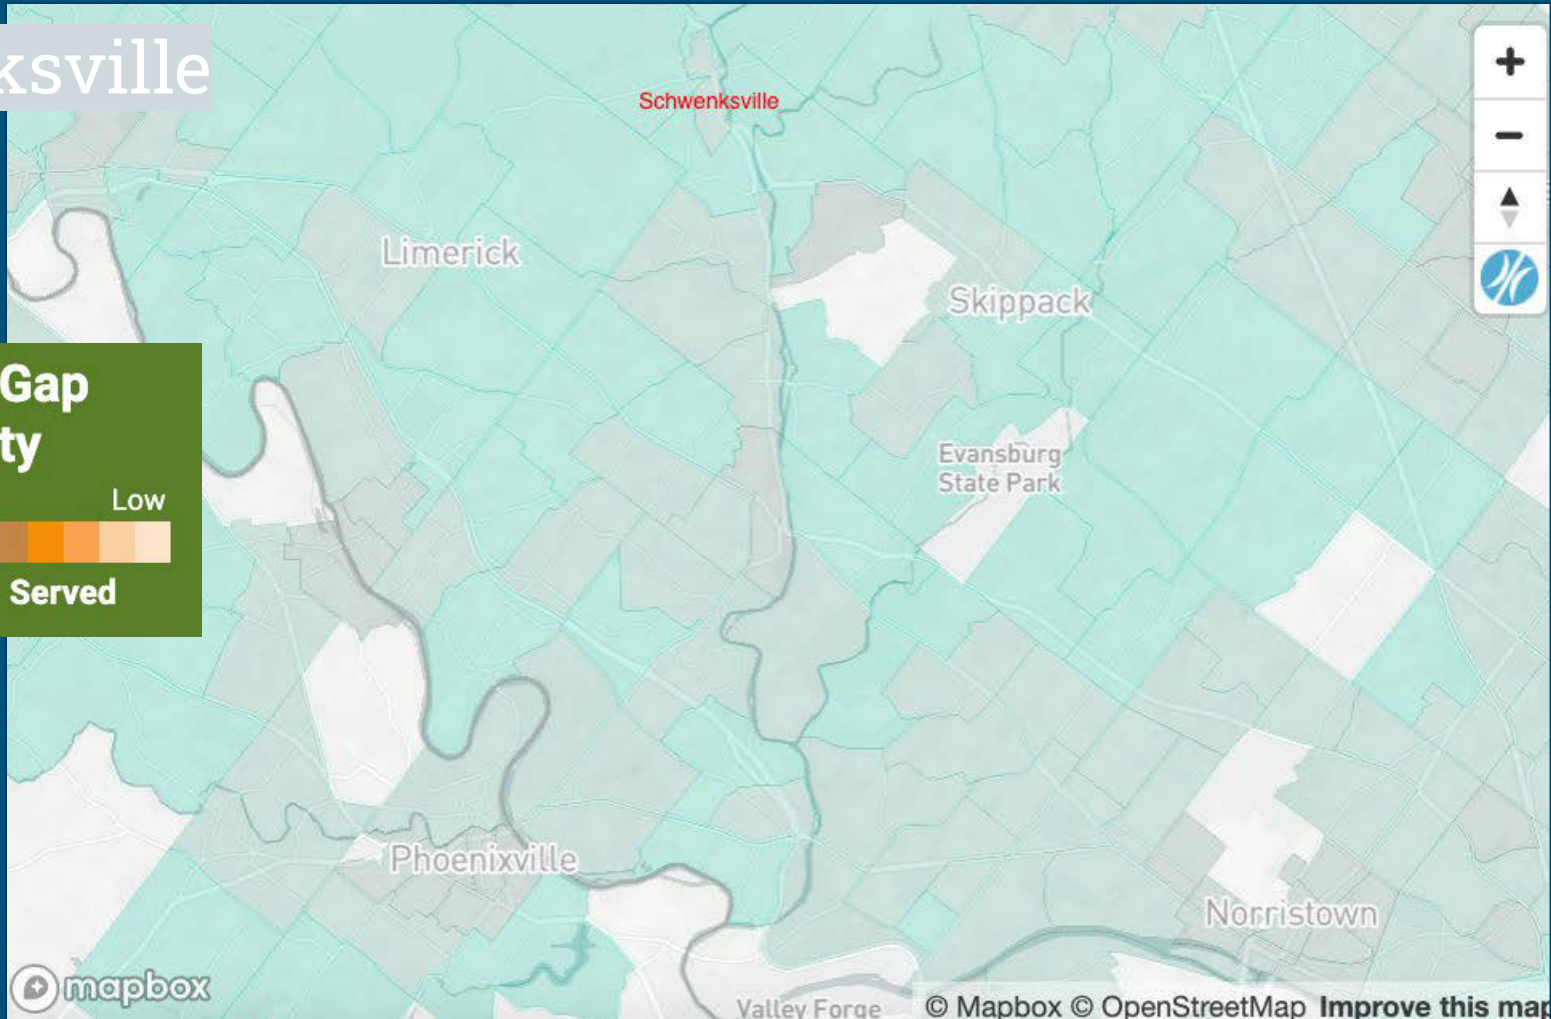 ksville
Schwenksville
Limerick
Skippack
Gap
ty
Evansburg
State Park
Low
Served
Phoenixville
Norristown
mapbox
Valley Forge
© Mapbox © OpenStreetMap Improve this map